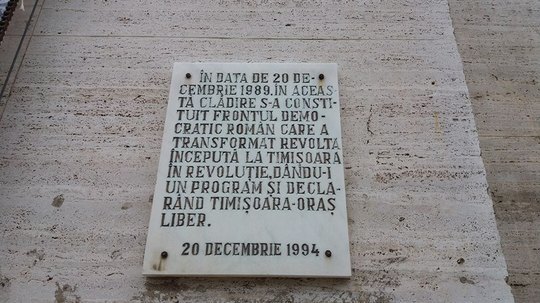 ÎN DATA DE 20 DE-
CEMBRIE 1989, ÎN ACEAS
TĂ CLĂDIRE S-A CONSTI-
TUIT FRONTUL DEMO-
CRATIC ROMÂN CARE A
TRANSFORMAT REVOLTA
ÎNCEPUTĂ LA TIMIȘOARA
ÎN REVOLUȚIE, DÂNDU-I
UN PROGRAM ȘI DECLA-
RÂND TIMIȘOARA-ORAȘ
LIBER.
20 DECEMBRIE 1994